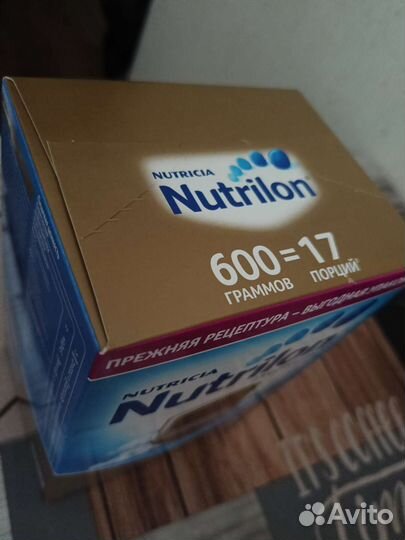 NUTRICIA
Nutrilon
600=17
ГРАММОВ ПОРЦИЙ
ПРЕЖНЯЯ РЕЦЕПТУРА – ВЫГОДНАЯ
NUTRICIA
Nutrilon
Avito